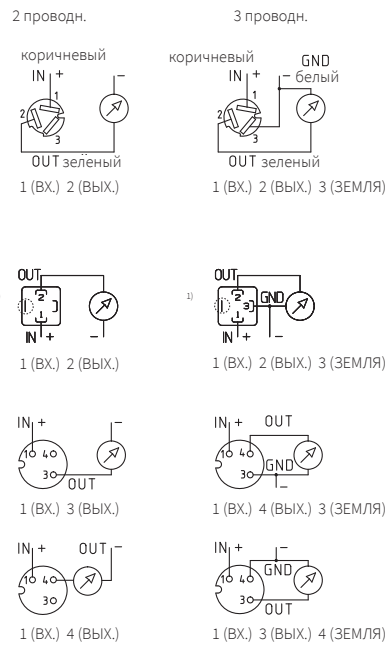 2 проводн. 3 проводн.
коричневый
IN + –
1
2
3
OUT зелёный
1 (ВХ.) 2 (ВЫХ.)
коричневый GND
IN + – белый
1
2
3
OUT зеленый
1 (ВХ.) 2 (ВЫХ.) 3 (ЗЕМЛЯ)
OUT
2
1
IN + –
1 (ВХ.) 2 (ВЫХ.)
1)
OUT
2
3 GND
1
IN + –
1 (ВХ.) 2 (ВЫХ.) 3 (ЗЕМЛЯ)
IN + –
1 4
3
OUT
1 (ВХ.) 3 (ВЫХ.)
IN + OUT
1 4
GND
3
–
1 (ВХ.) 4 (ВЫХ.) 3 (ЗЕМЛЯ)
IN + OUT –
1 4
3
1 (ВХ.) 4 (ВЫХ.)
IN + –
1 4 GND
3
OUT
1 (ВХ.) 3 (ВЫХ.) 4 (ЗЕМЛЯ)